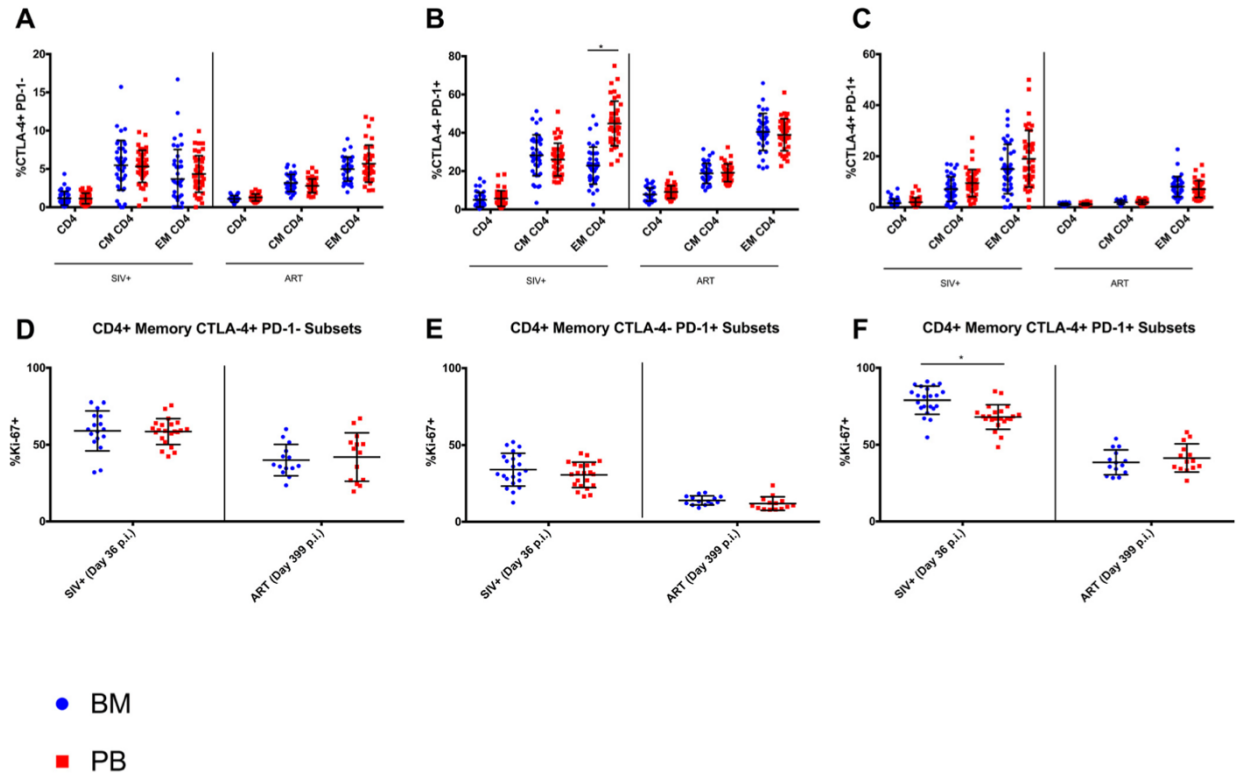 A
B
C
%CTLA-4+ PD-1-
20
15
10
5
0
CD4
CM CD4
EM CD4
CD4
CM CD4
EM CD4
SIV+
ART
%CTLA-4- PD-1+
80
60
40
20
0
*
CD4
CM CD4
EM CD4
CD4
CM CD4
EM CD4
SIV+
ART
%CTLA-4+ PD-1+
60
40
20
0
CD4
CM CD4
EM CD4
CD4
CM CD4
EM CD4
SIV+
ART
D
CD4+ Memory CTLA-4+ PD-1- Subsets
%Ki-67+
100
50
0
SIV+ (Day 36 p.i.)
ART (Day 399 p.i.)
E
CD4+ Memory CTLA-4- PD-1+ Subsets
%Ki-67+
100
50
0
SIV+ (Day 36 p.i.)
ART (Day 399 p.i.)
F
CD4+ Memory CTLA-4+ PD-1+ Subsets
%Ki-67+
100
50
0
*
SIV+ (Day 36 p.i.)
ART (Day 399 p.i.)
BM
PB